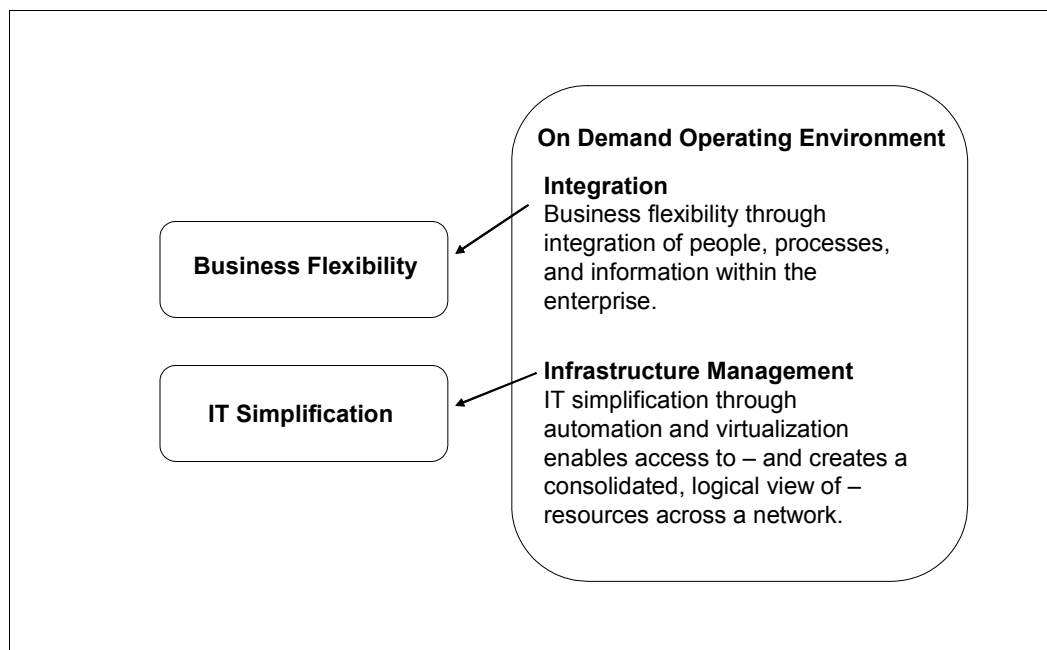 On Demand Operating Environment
Integration
Business flexibility through
integration of people, processes,
and information within the
enterprise.
Business Flexibility
Infrastructure Management
IT simplification through
automation and virtualization
enables access to – and creates a
consolidated, logical view of –
resources across a network.
IT Simplification